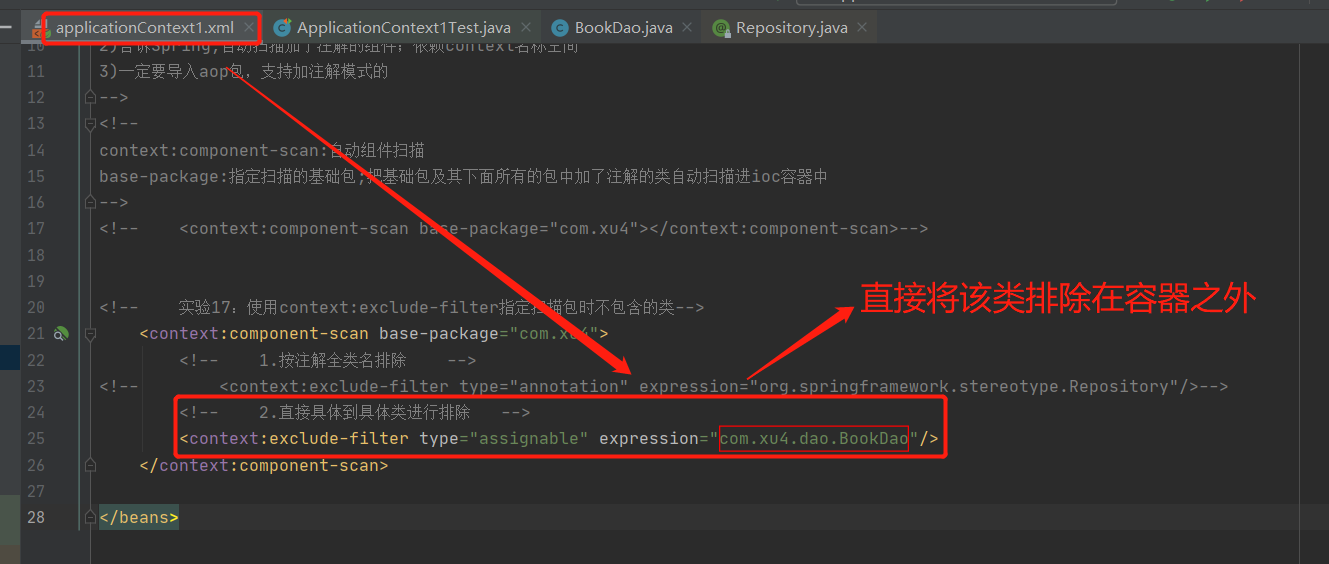 applicationContext1.xml ApplicationContext1Test.java BookDao.java Repository.java
10 2)告诉Spring,自动扫描加了注解的组件；依赖context名称空间
11 3)一定要导入aop包，支持加注解模式的
12 -->
13 <!--
14 context:component-scan:自动组件扫描
15 base-package:指定扫描的基础包;把基础包及其下面所有的包中加了注解的类自动扫描进ioc容器中
16 -->
17 <!-- <context:component-scan base-package="com.xu4"></context:component-scan>-->
18
19
20 <!-- 实验17：使用context:exclude-filter指定扫描包时不包含的类-->
直接将该类排除在容器之外
21 <context:component-scan base-package="com.xu4">
22 <!-- 1.按注解全类名排除 -->
23 <!-- <context:exclude-filter type="annotation" expression="org.springframework.stereotype.Repository"/>-->
24 <!-- 2.直接具体到具体类进行排除 -->
25 <context:exclude-filter type="assignable" expression="com.xu4.dao.BookDao"/>
26 </context:component-scan>
27
28 </beans>